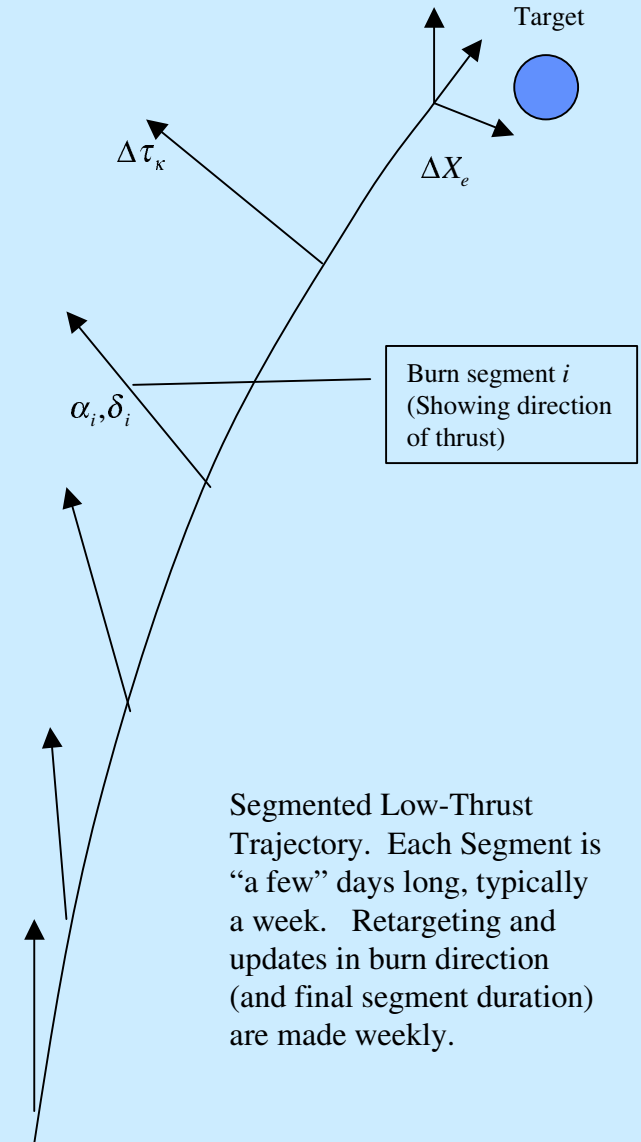 Target
Δτκ
ΔXe
Burn segment i
(Showing direction
of thrust)
αi,δi
Segmented Low-Thrust
Trajectory. Each Segment is
“a few” days long, typically
a week. Retargeting and
updates in burn direction
(and final segment duration)
are made weekly.